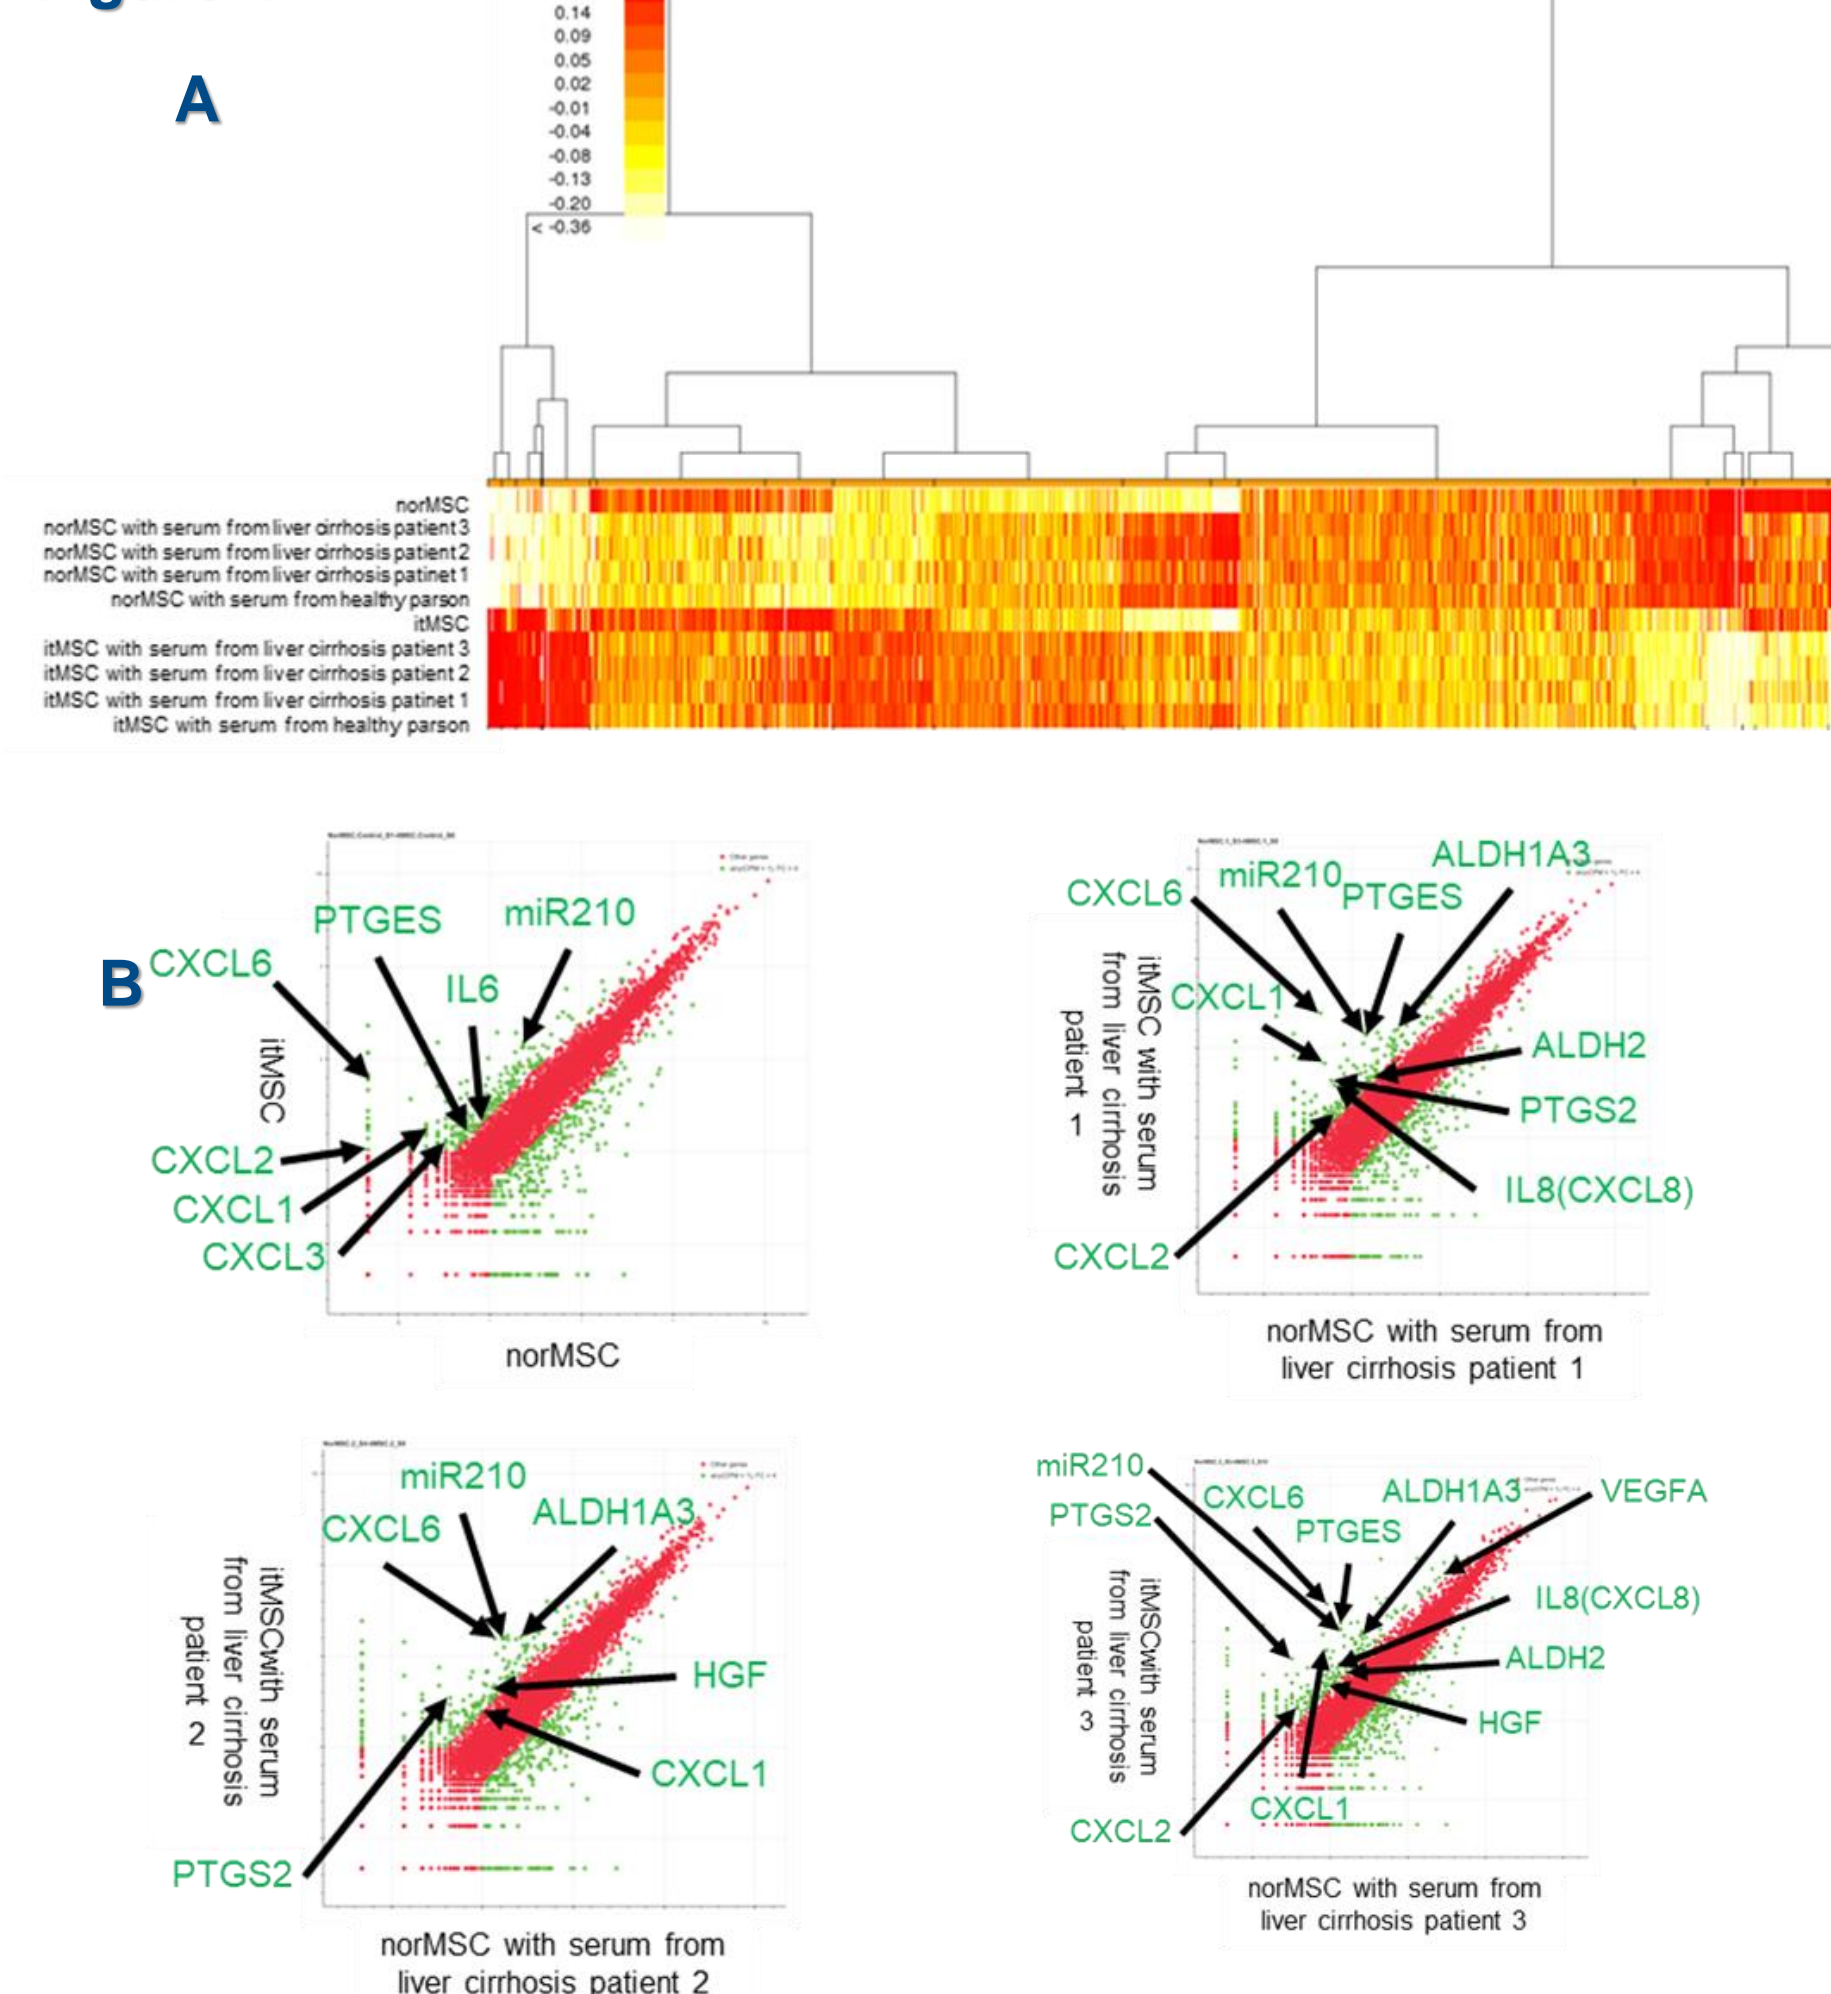 A
0.14
0.09
0.05
0.02
-0.01
-0.04
-0.08
-0.13
-0.20
< -0.36
norMSC
norMSC with serum from liver cirrhosis patient 3
norMSC with serum from liver cirrhosis patient 2
norMSC with serum from liver cirrhosis patinet 1
norMSC with serum from healthy parson
itMSC
itMSC with serum from liver cirrhosis patient 3
itMSC with serum from liver cirrhosis patient 2
itMSC with serum from liver cirrhosis patinet 1
itMSC with serum from healthy parson
B
PTGES
miR210
CXCL6
IL6
itMSC
CXCL2
CXCL1
CXCL3
Other genes
norMSC
ALDH1A3
miR210
CXCL6
PTGES
CXCL1
itMSC with serum
from liver cirrhosis
patient 1
ALDH2
PTGS2
IL8(CXCL8)
CXCL2
norMSC with serum from
liver cirrhosis patient 1
miR210
ALDH1A3
CXCL6
Other genes
itMSCwith serum
from liver cirrhosis
patient 2
HGF
CXCL1
PTGS2
norMSC with serum from
liver cirrhosis patient 2
miR210
CXCL6
ALDH1A3
VEGFA
PTGS2
PTGES
Other genes
itMSCwith serum
from liver cirrhosis
patient 3
IL8(CXCL8)
ALDH2
HGF
CXCL1
CXCL2
norMSC with serum from
liver cirrhosis patient 3